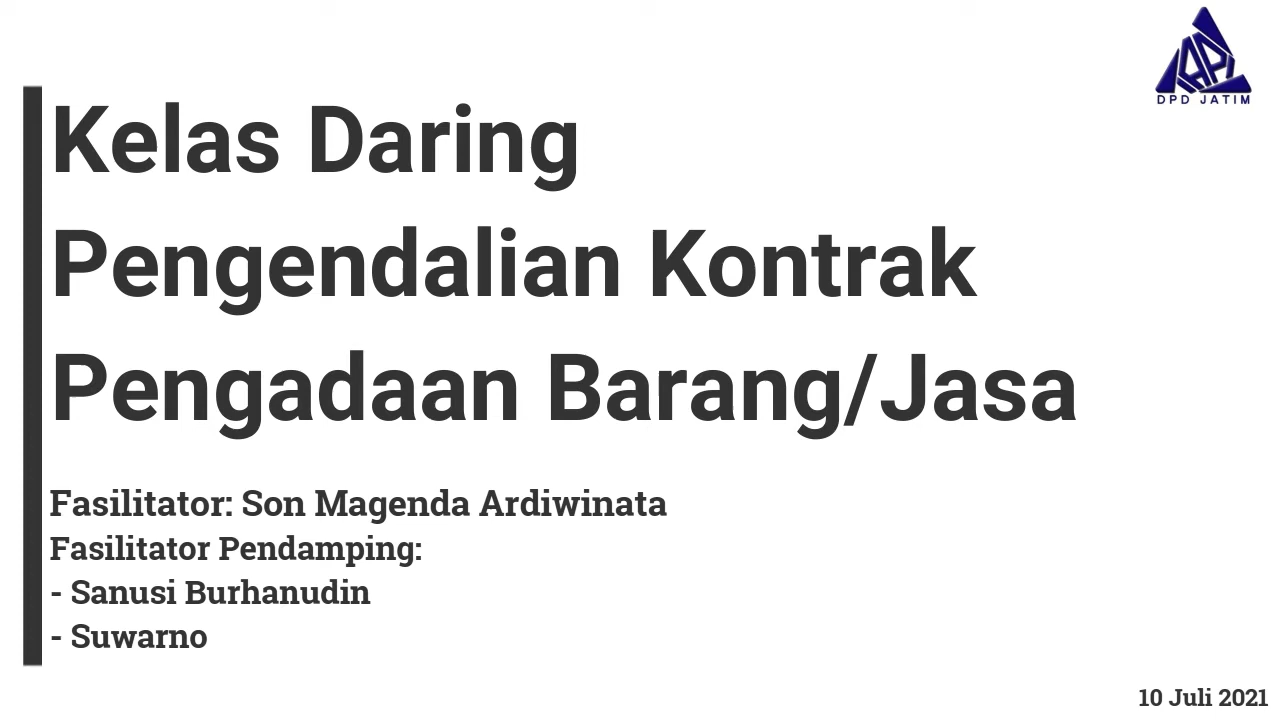 DPD JATIM
Kelas Daring
Pengendalian Kontrak
Pengadaan Barang/Jasa
Fasilitator: Son Magenda Ardiwinata
Fasilitator Pendamping:
- Sanusi Burhanudin
- Suwarno
10 Juli 2021